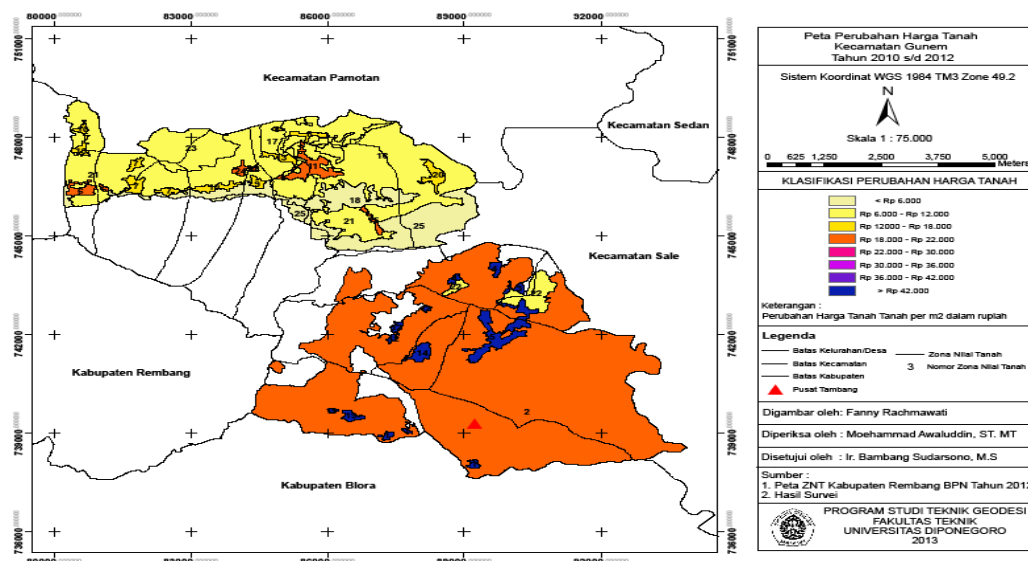 80000.000000
83000.000000
86000.000000
89000.000000
92000.000000
751000
748000
745000
742000
739000
736000
Kecamatan Pamotan
Kecamatan Sedan
Kecamatan Sale
Kabupaten Rembang
Kabupaten Blora
23
17
16
11
20
21
18
25
21
25
22
14
2
Peta Perubahan Harga Tanah
Kecamatan Gunem
Tahun 2010 s/d 2012
Sistem Koordinat WGS 1984 TM3 Zone 49.2
N
Skala 1 : 75.000
0 625 1,250 2,500 3,750 5,000
Meters
KLASIFIKASI PERUBAHAN HARGA TANAH
< Rp 6.000
Rp 6.000 - Rp 12.000
Rp 12000 - Rp 18.000
Rp 18.000 - Rp 22.000
Rp 22.000 - Rp 30.000
Rp 30.000 - Rp 36.000
Rp 36.000 - Rp 42.000
> Rp 42.000
Keterangan :
Perubahan Harga Tanah Tanah per m2 dalam rupiah
Legenda
Batas Kelurahan/Desa
Batas Kecamatan
Batas Kabupaten
Pusat Tambang
Zona Nilai Tanah
3 Nomor Zona Nilai Tanah
Digambar oleh: Fanny Rachmawati
Diperiksa oleh : Moehammad Awaluddin, ST. MT
Disetujui oleh : Ir. Bambang Sudarsono, M.S
Sumber :
1. Peta ZNT Kabupaten Rembang BPN Tahun 2012
2. Hasil Survei
PROGRAM STUDI TEKNIK GEODESI
FAKULTAS TEKNIK
UNIVERSITAS DIPONEGORO
2013